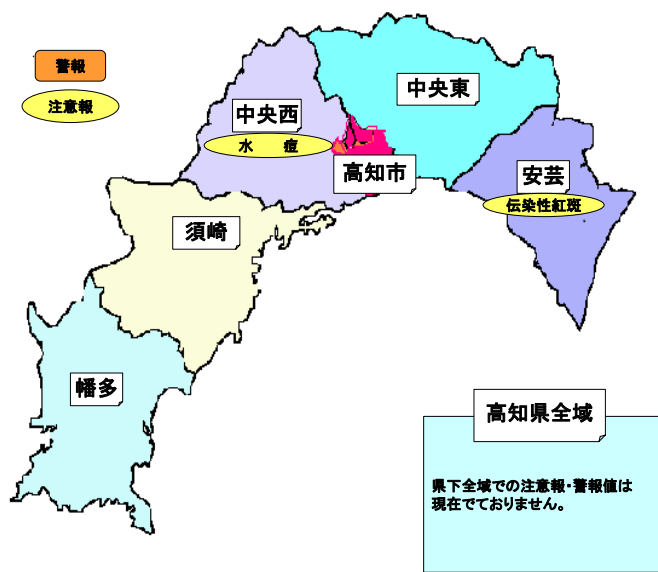 警報
注意報
中央東
中央西
水　痘
高知市
安芸
伝染性紅斑
須崎
幡多
高知県全域
県下全域での注意報・警報値は
現在でておりません。